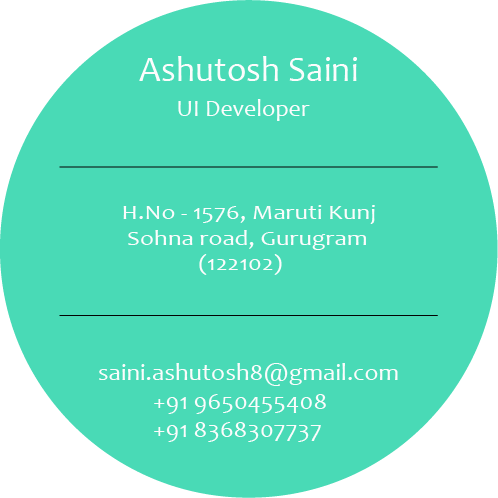 Ashutosh Saini
UI Developer
H.No - 1576, Maruti Kunj
Sohna road, Gurugram
(122102)
saini.ashutosh8@gmail.com
+91 9650455408
+91 8368307737